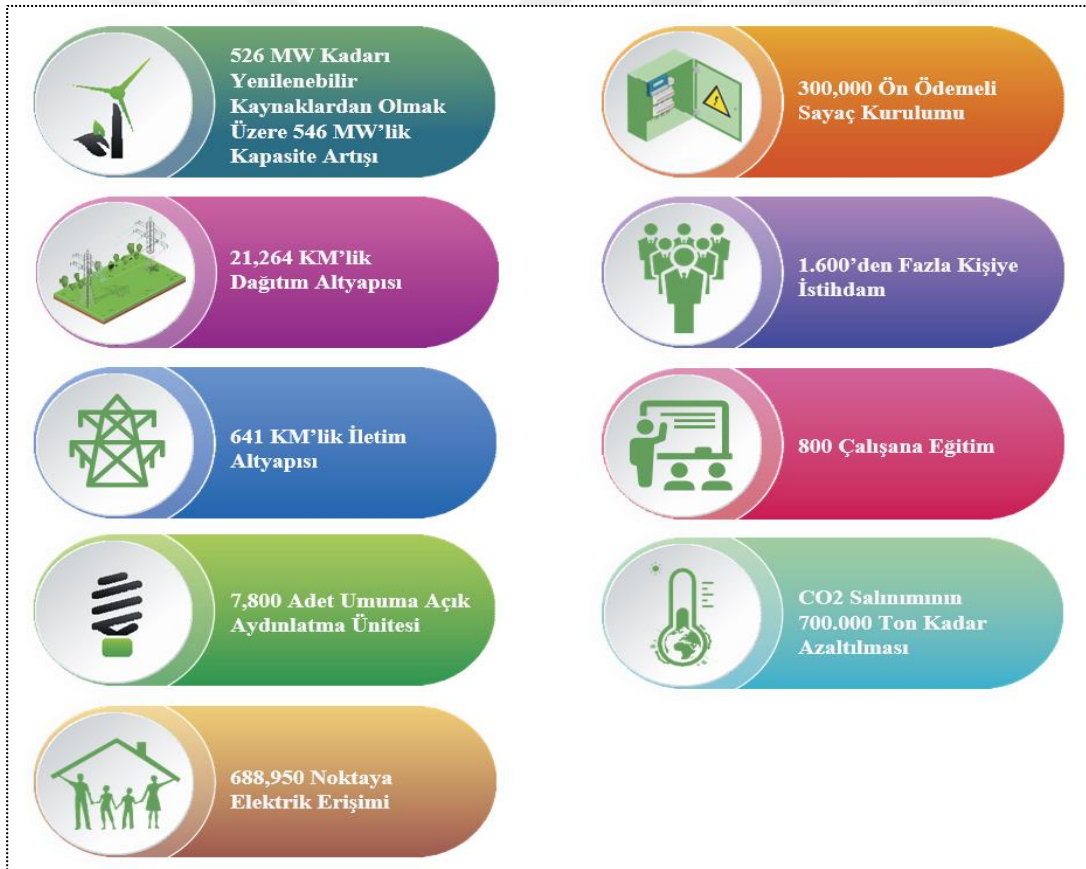 526 MW Kadarı
Yenilenebilir
Kaynaklardan Olmak
Üzere 546 MW’lik
Kapasite Artışı
21,264 KM’lik
Dağıtım Altyapısı
641 KM’lik İletim
Altyapısı
7,800 Adet Umuma Açık
Aydınlatma Ünitesi
688,950 Noktaya
Elektrik Erişimi
300,000 Ön Ödemeli
Sayaç Kurulumu
1.600’den Fazla Kişiye
İstihdam
800 Çalışana Eğitim
CO2 Salınımının
700.000 Ton Kadar
Azaltılması